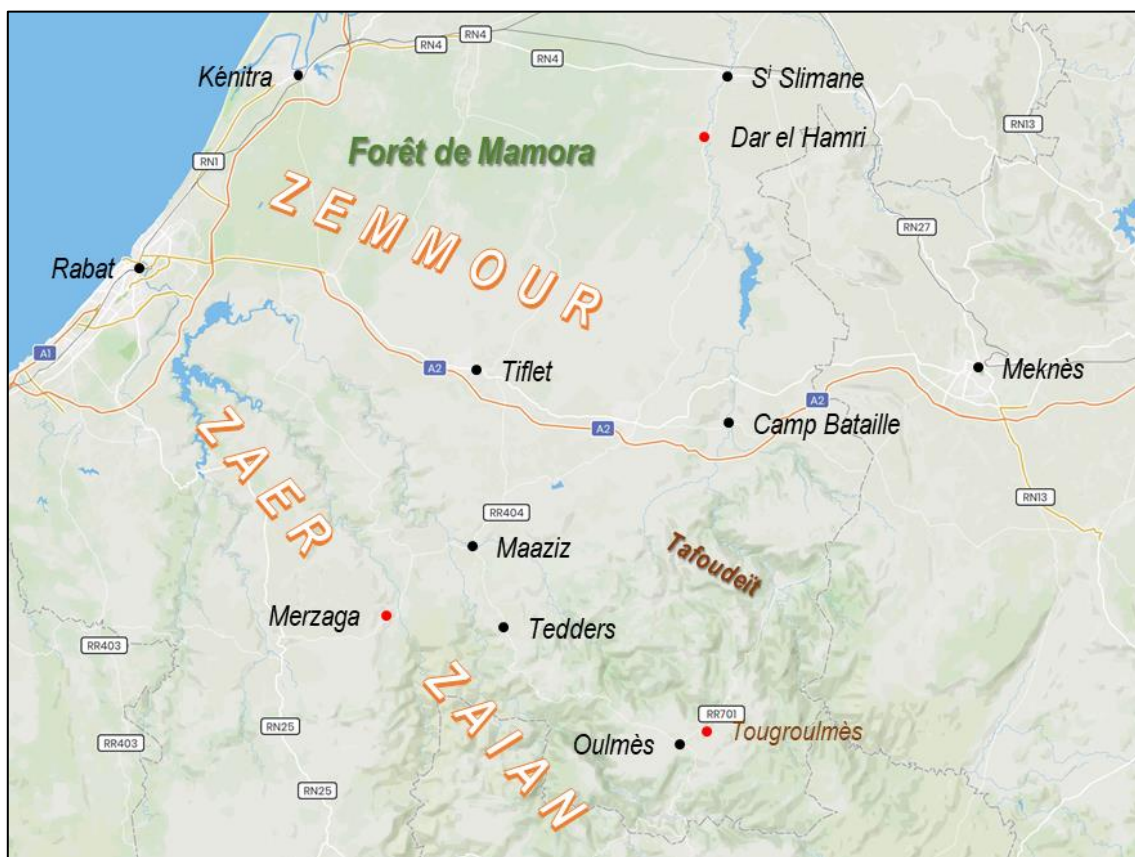 RN4
RN4
RN4
Kénitra
Sⁱ Slimane
Dar el Hamri
RN13
Forêt de Mamora
RN1
ZEMMOUR
RN27
Rabat
A1
A2
Tiflet
Meknès
A2
Camp Bataille
A2
ZAER
RN13
RR404
Maaziz
Tafoudeït
Merzaga
Tedders
RR403
ZAIAN
RR701
RN25
Tougroulmès
RR403
Oulmès
RN25